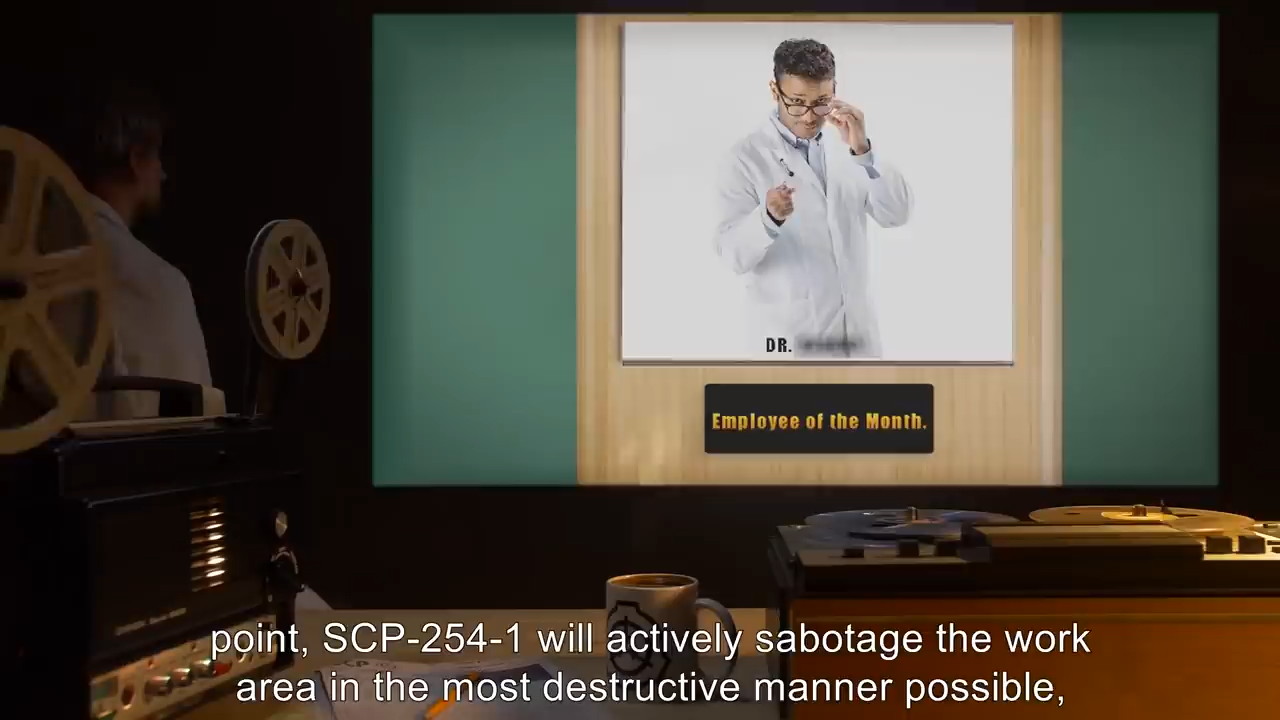 DR.
Employee of the Month.
point, SCP-254-1 will actively sabotage the work
area in the most destructive manner possible,